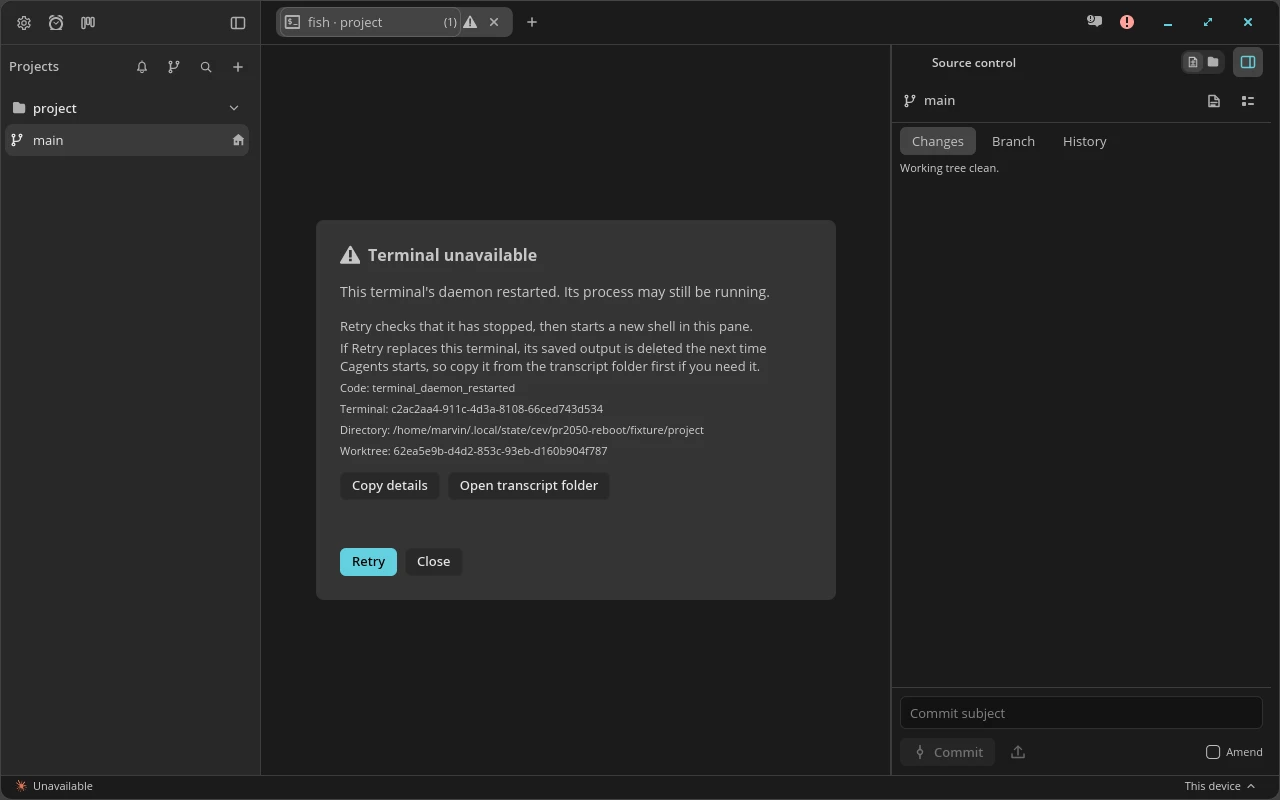 fish · project (1)
Projects
project
main
Terminal unavailable
This terminal's daemon restarted. Its process may still be running.
Retry checks that it has stopped, then starts a new shell in this pane.
If Retry replaces this terminal, its saved output is deleted the next time
Cagents starts, so copy it from the transcript folder first if you need it.
Code: terminal_daemon_restarted
Terminal: c2ac2aa4-911c-4d3a-8108-66ced743d534
Directory: /home/marvin/.local/state/cev/pr2050-reboot/fixture/project
Worktree: 62ea5e9b-d4d2-853c-93eb-d160b904f787
Copy details Open transcript folder
Retry Close
Source control
main
Changes Branch History
Working tree clean.
Commit subject
Commit Amend
Unavailable
This device